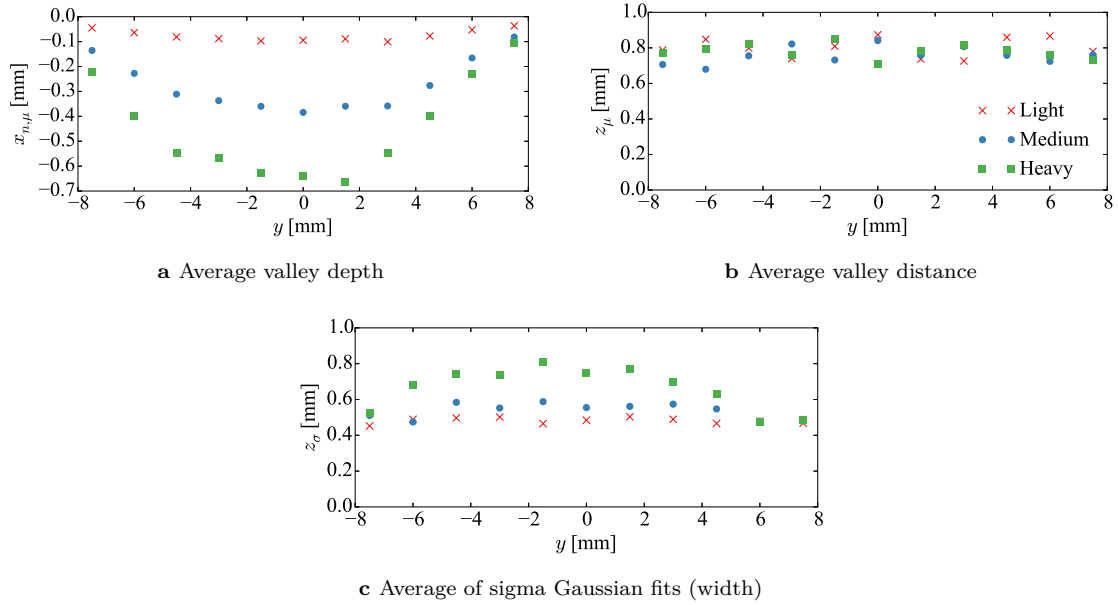 0.0
−0.1
−0.2
−0.3
−0.4
−0.5
−0.6
−0.7
xn,μ [mm]
−8 −6 −4 −2 0 2 4 6 8
y [mm]
a Average valley depth
1.0
0.8
0.6
0.4
0.2
0.0
zμ [mm]
Light
Medium
Heavy
−8 −6 −4 −2 0 2 4 6 8
y [mm]
b Average valley distance
1.0
0.8
0.6
0.4
0.2
0.0
zσ [mm]
−8 −6 −4 −2 0 2 4 6 8
y [mm]
c Average of sigma Gaussian fits (width)